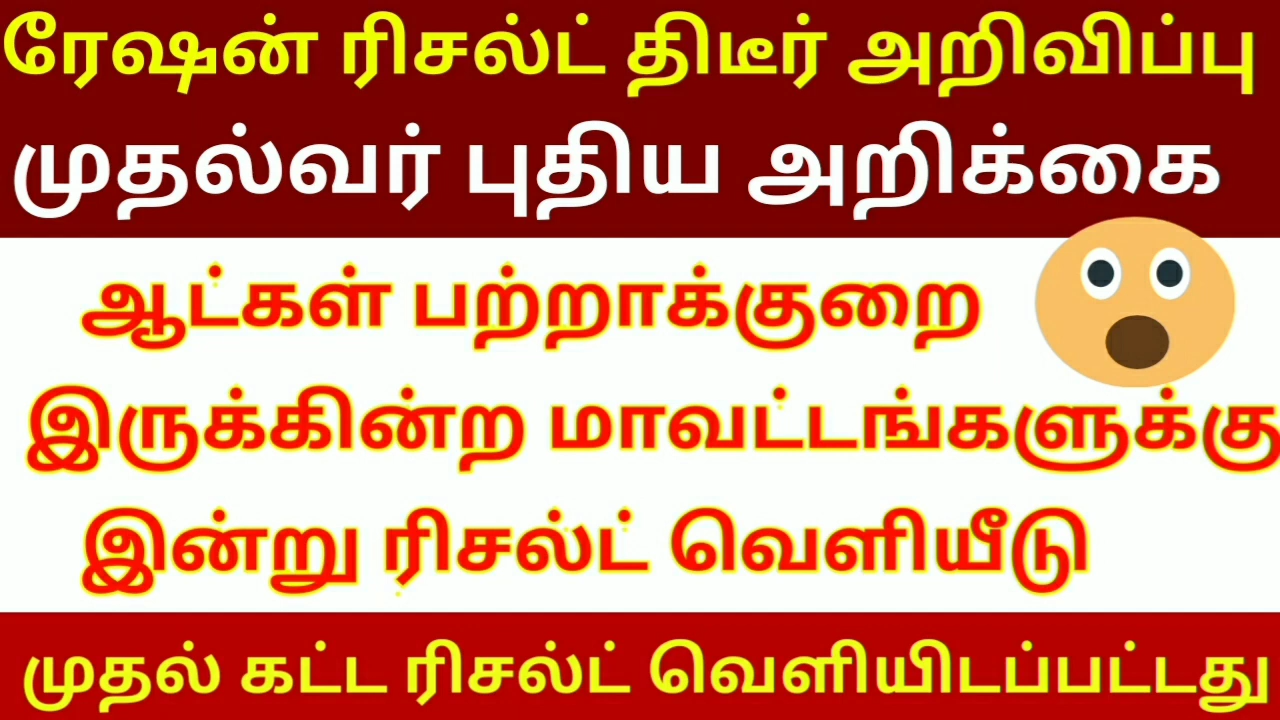 ரேஷன் ரிசல்ட் திடீர் அறிவிப்பு
முதல்வர் புதிய அறிக்கை
ஆட்கள் பற்றாக்குறை
இருக்கின்ற மாவட்டங்களுக்கு
இன்று ரிசல்ட் வெளியீடு
முதல் கட்ட ரிசல்ட் வெளியிடப்பட்டது